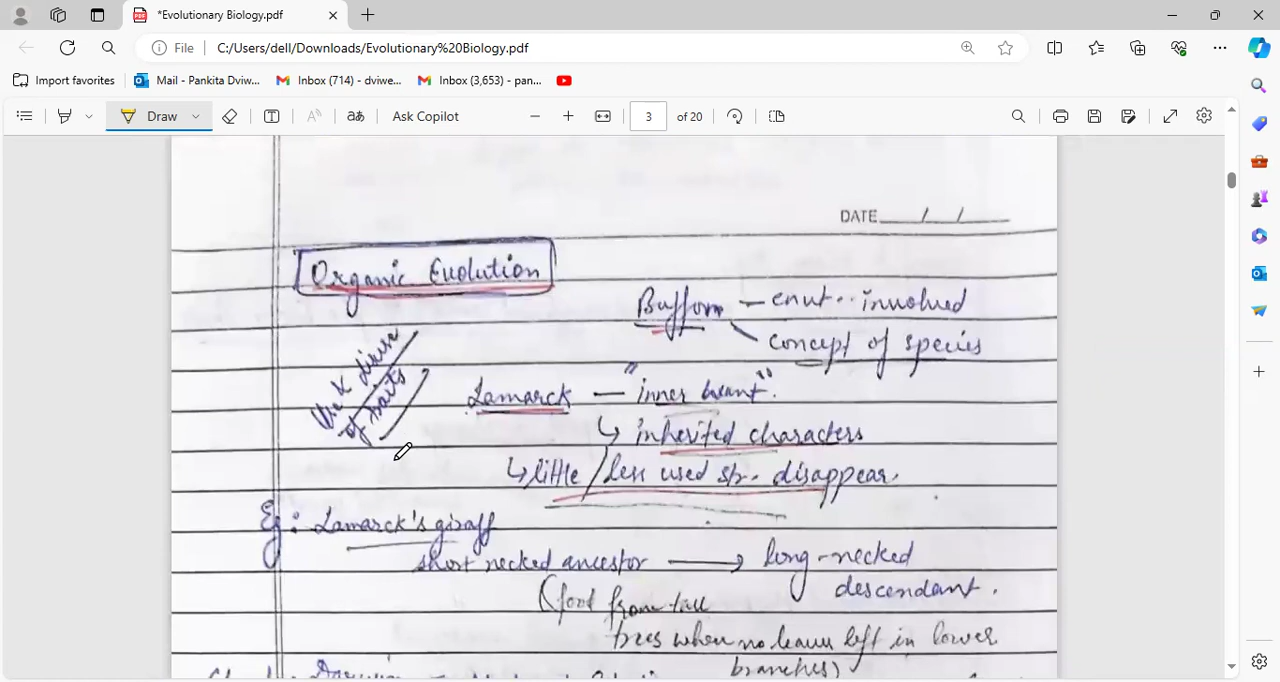 *Evolutionary Biology.pdf
File C:/Users/dell/Downloads/Evolutionary%20Biology.pdf
Import favorites Mail - Pankita Dviw... Inbox (714) - dviwe... Inbox (3,653) - pan...
Draw A aあ Ask Copilot 3 of 20
DATE / /
Organic Evolution
Buffon — envt.. involved
concept of species
Use & disuse
of traits
Lamarck — "inner want".
↳ inherited characters
↳ little / less used str. disappear.
Eg: Lamarck's giraff
short necked ancestor → long-necked
descendant.
(food from tall
trees when no leaves left in lower
branches)